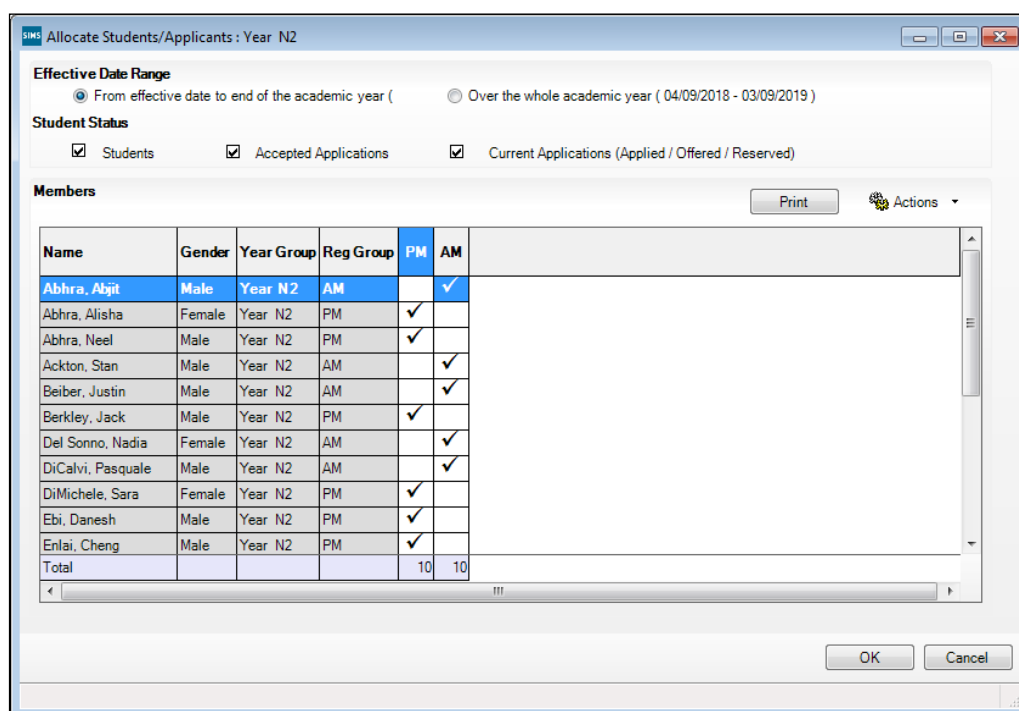 SIMS Allocate Students/Applicants : Year N2
Effective Date Range
From effective date to end of the academic year ( Over the whole academic year ( 04/09/2018 - 03/09/2019 )
Student Status
Students Accepted Applications Current Applications (Applied / Offered / Reserved)
Members
Print Actions
Name Gender Year Group Reg Group PM AM
Abhra, Abjit Male Year N2 AM ✓
Abhra, Alisha Female Year N2 PM ✓
Abhra, Neel Male Year N2 PM ✓
Ackton, Stan Male Year N2 AM ✓
Beiber, Justin Male Year N2 AM ✓
Berkley, Jack Male Year N2 PM ✓
Del Sonno, Nadia Female Year N2 AM ✓
DiCalvi, Pasquale Male Year N2 AM ✓
DiMichele, Sara Female Year N2 PM ✓
Ebi, Danesh Male Year N2 PM ✓
Enlai, Cheng Male Year N2 PM ✓
Total 10 10
OK Cancel